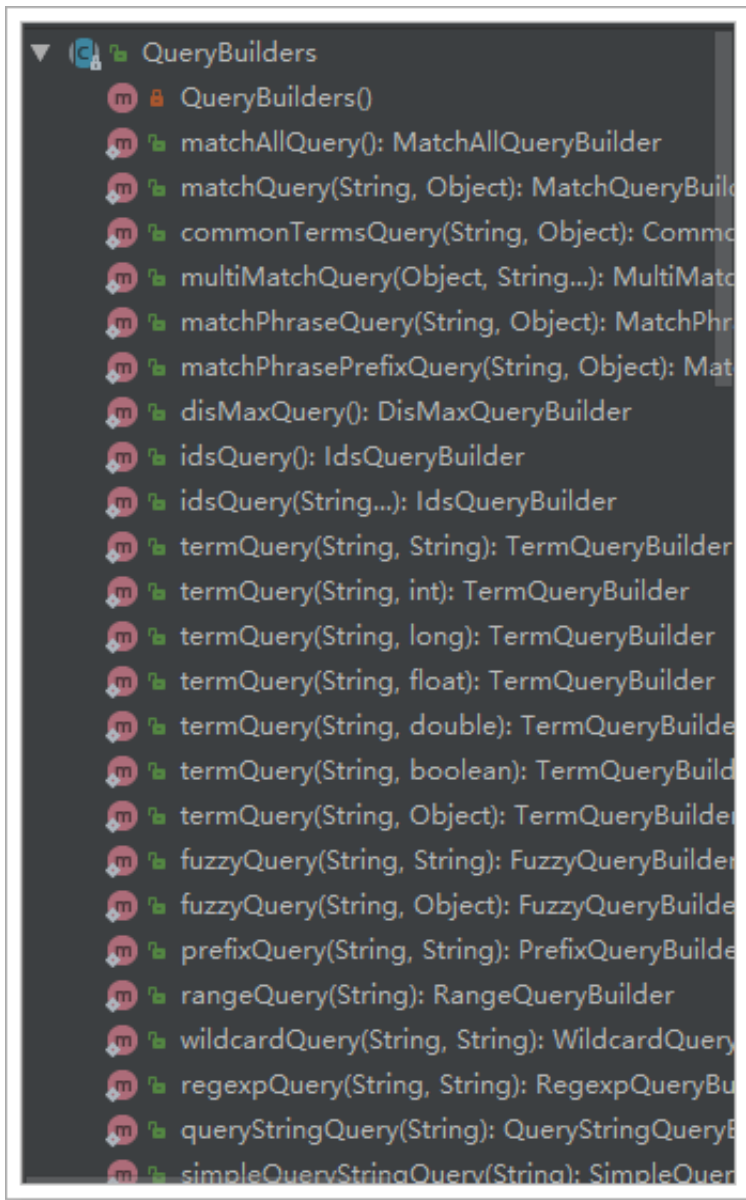 QueryBuilders
QueryBuilders()
matchAllQuery(): MatchAllQueryBuilder
matchQuery(String, Object): MatchQueryBuil
commonTermsQuery(String, Object): Commo
multiMatchQuery(Object, String...): MultiMatc
matchPhraseQuery(String, Object): MatchPhr
matchPhrasePrefixQuery(String, Object): Mat
disMaxQuery(): DisMaxQueryBuilder
idsQuery(): IdsQueryBuilder
idsQuery(String...): IdsQueryBuilder
termQuery(String, String): TermQueryBuilder
termQuery(String, int): TermQueryBuilder
termQuery(String, long): TermQueryBuilder
termQuery(String, float): TermQueryBuilder
termQuery(String, double): TermQueryBuilde
termQuery(String, boolean): TermQueryBuild
termQuery(String, Object): TermQueryBuilder
fuzzyQuery(String, String): FuzzyQueryBuilder
fuzzyQuery(String, Object): FuzzyQueryBuilde
prefixQuery(String, String): PrefixQueryBuilde
rangeQuery(String): RangeQueryBuilder
wildcardQuery(String, String): WildcardQuery
regexpQuery(String, String): RegexpQueryBu
queryStringQuery(String): QueryStringQueryB
simpleQueryStringQuery(String): SimpleQuer